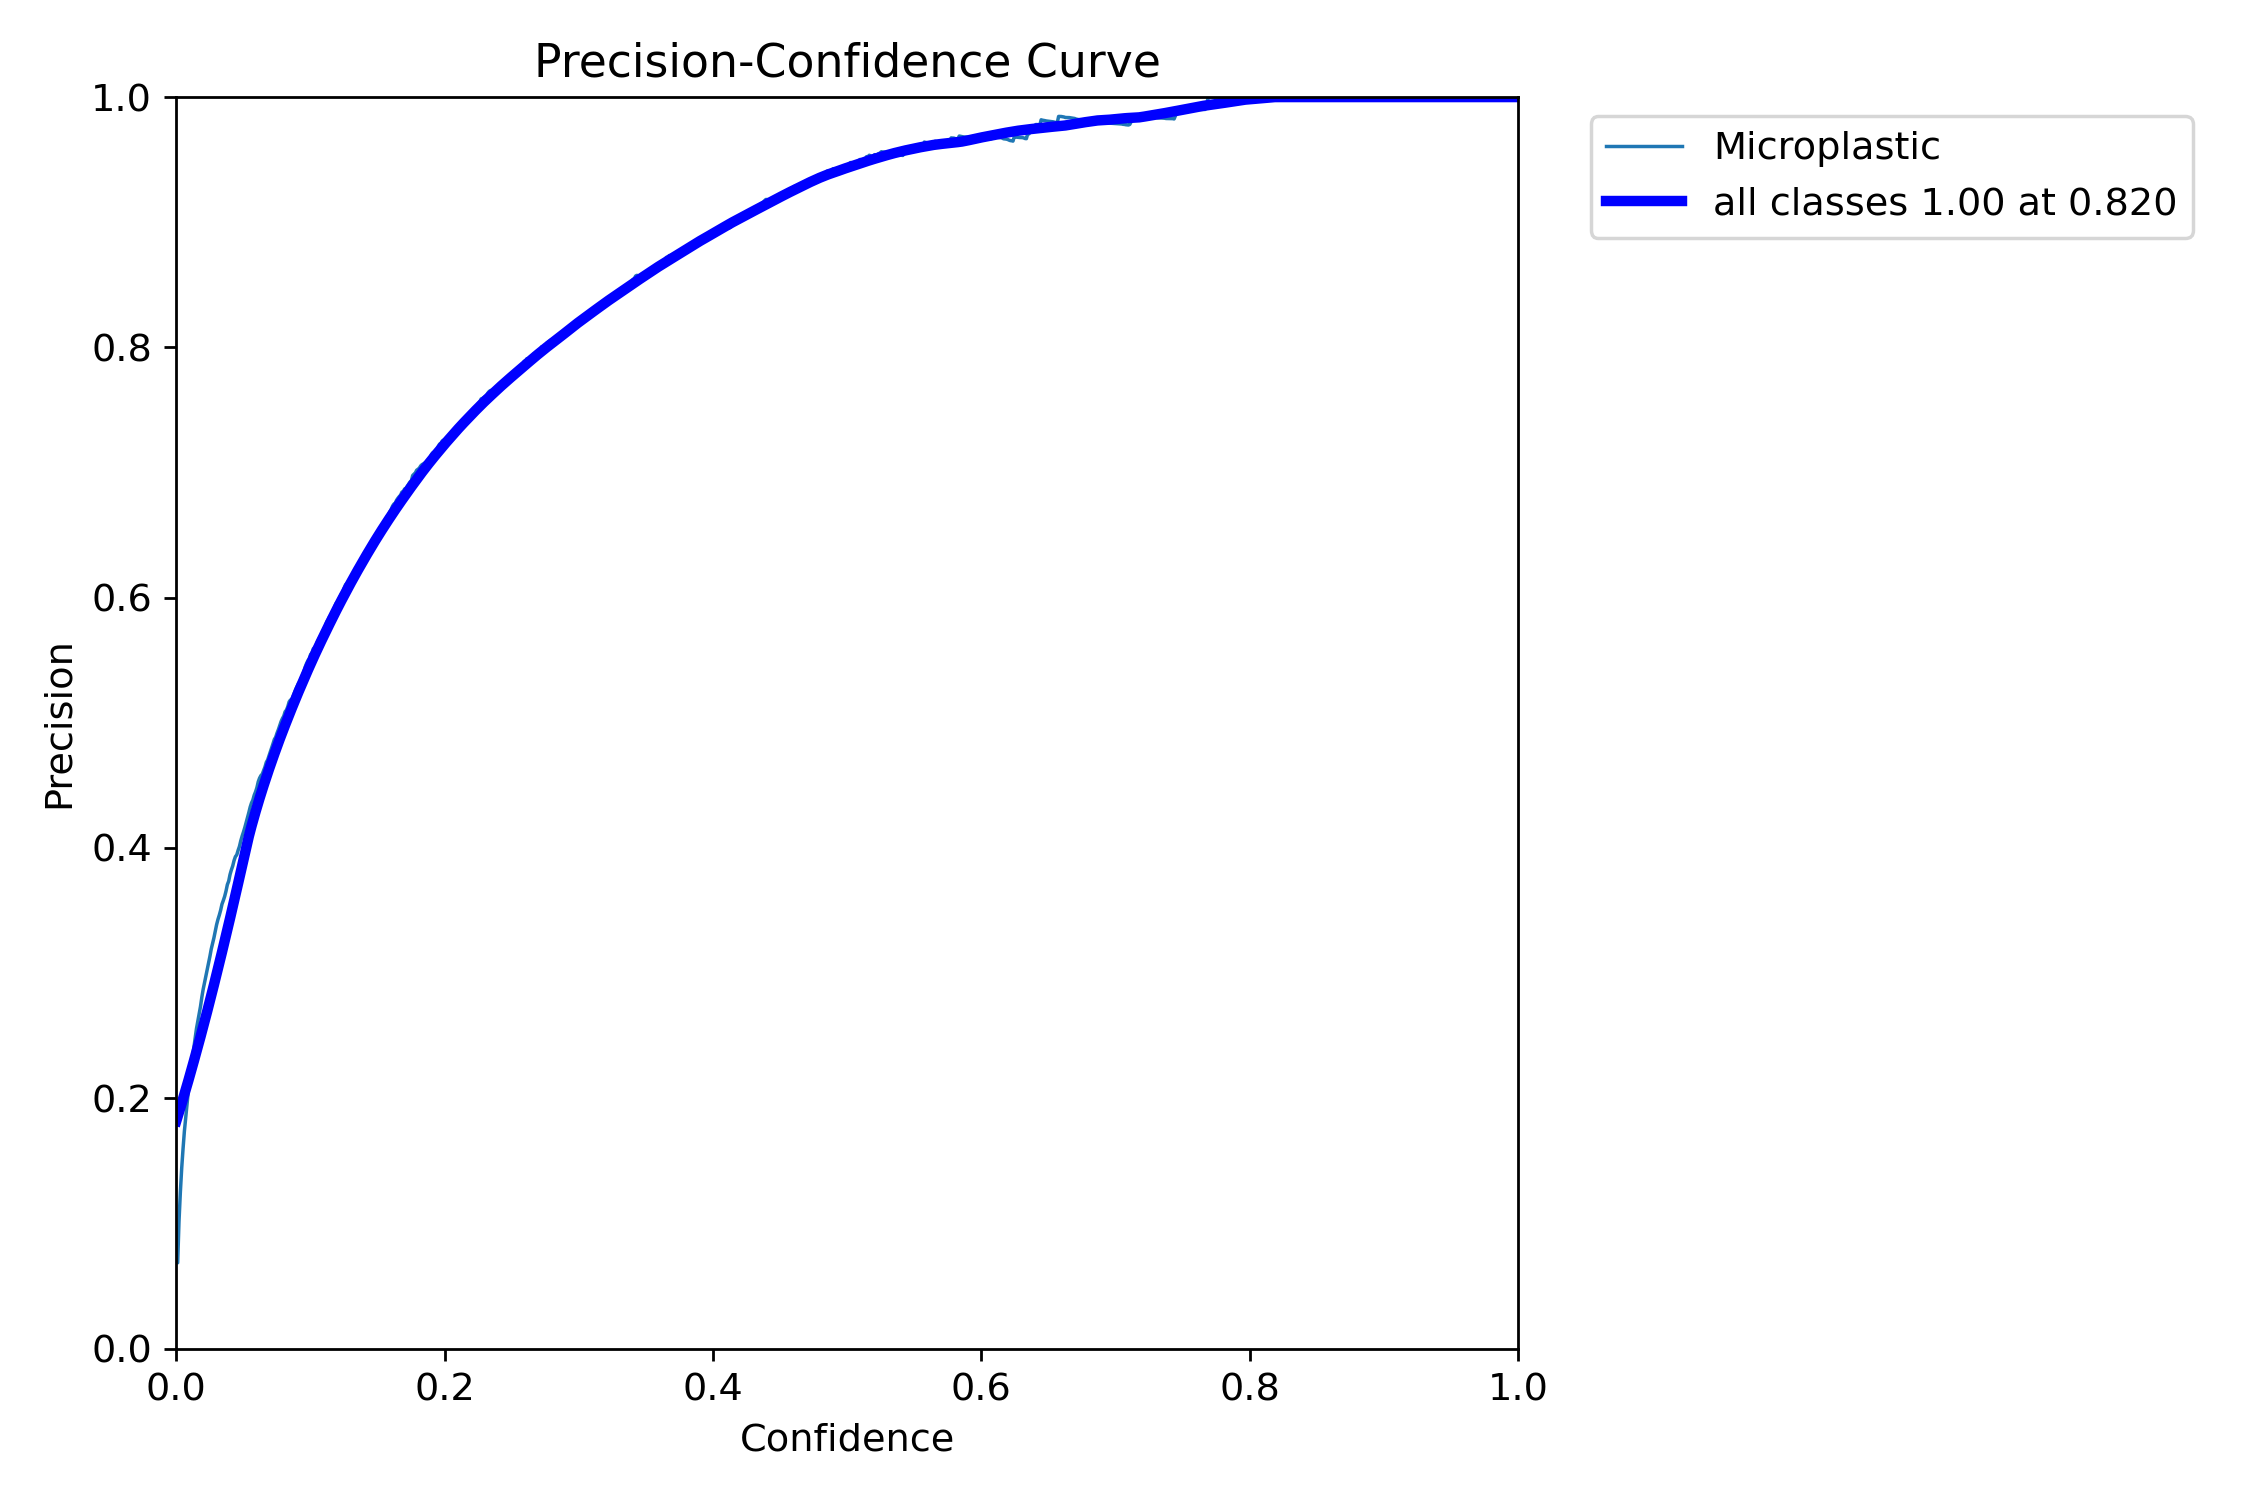 Precision-Confidence Curve
1.0
0.8
0.6
0.4
0.2
0.0
Precision
0.0 0.2 0.4 0.6 0.8 1.0
Confidence
Microplastic
all classes 1.00 at 0.820